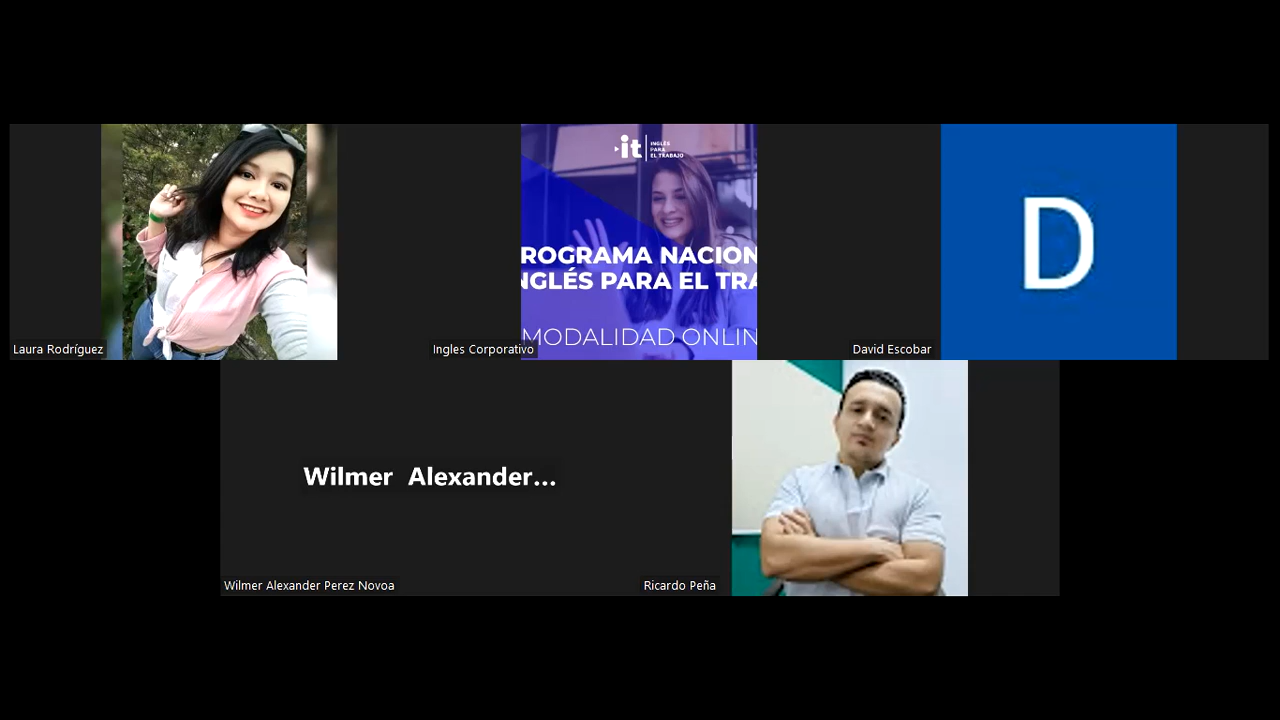 it INGLÉS
PARA
EL TRABAJO
ROGRAMA NACION
NGLÉS PARA EL TRA
MODALIDAD ONLIN
D
Laura Rodríguez
Ingles Corporativo
David Escobar
Wilmer Alexander...
Wilmer Alexander Perez Novoa
Ricardo Peña